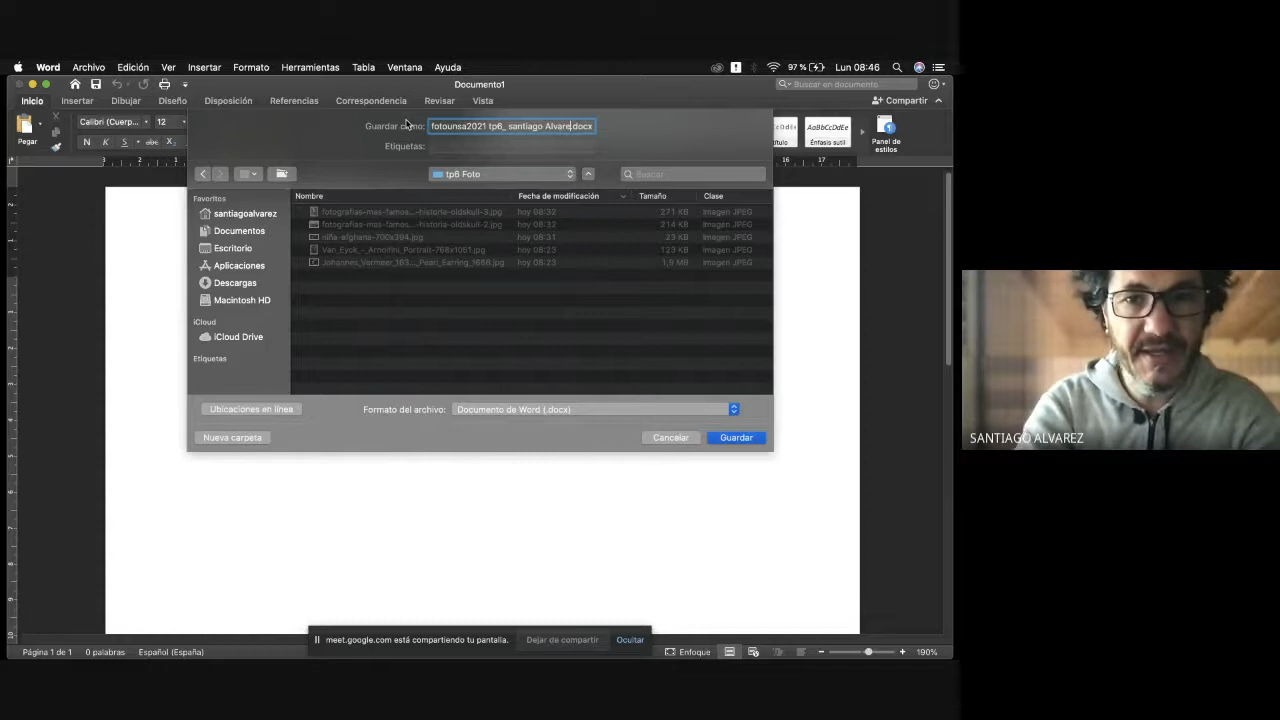 Word Archivo Edición Ver Insertar Formato Herramientas Tabla Ventana Ayuda
97 % Lun 08:46
Documento1
Buscar en documento
Inicio Insertar Dibujar Diseño Disposición Referencias Correspondencia Revisar Vista
Compartir
Pegar
Calibri (Cuerp... 12
N K S abc X
AaBbCcDdEe
Énfasis sutil
Panel de estilos
Guardar como: fotounsa2021 tp6_ santiago Alvare.docx
Etiquetas:
tp6 Foto
Buscar
Favoritos
santiagoalvarez
Documentos
Escritorio
Aplicaciones
Descargas
Macintosh HD
iCloud
iCloud Drive
Etiquetas
Nombre Fecha de modificación Tamaño Clase
fotografias-mas-famos...-historia-oldskull-3.jpg hoy 08:32 271 KB Imagen JPEG
fotografias-mas-famos...-historia-oldskull-2.jpg hoy 08:32 214 KB Imagen JPEG
niña-afghana-700x394.jpg hoy 08:31 23 KB Imagen JPEG
Van_Eyck_-_Arnolfini_Portrait-768x1051.jpg hoy 08:23 123 KB Imagen JPEG
Johannes_Vermeer_163..._Pearl_Earring_1666.jpg hoy 08:23 1,9 MB Imagen JPEG
Ubicaciones en línea
Formato del archivo: Documento de Word (.docx)
Nueva carpeta
Cancelar Guardar
meet.google.com está compartiendo tu pantalla. Dejar de compartir Ocultar
Página 1 de 1 0 palabras Español (España)
Enfoque 190%
SANTIAGO ALVAREZ